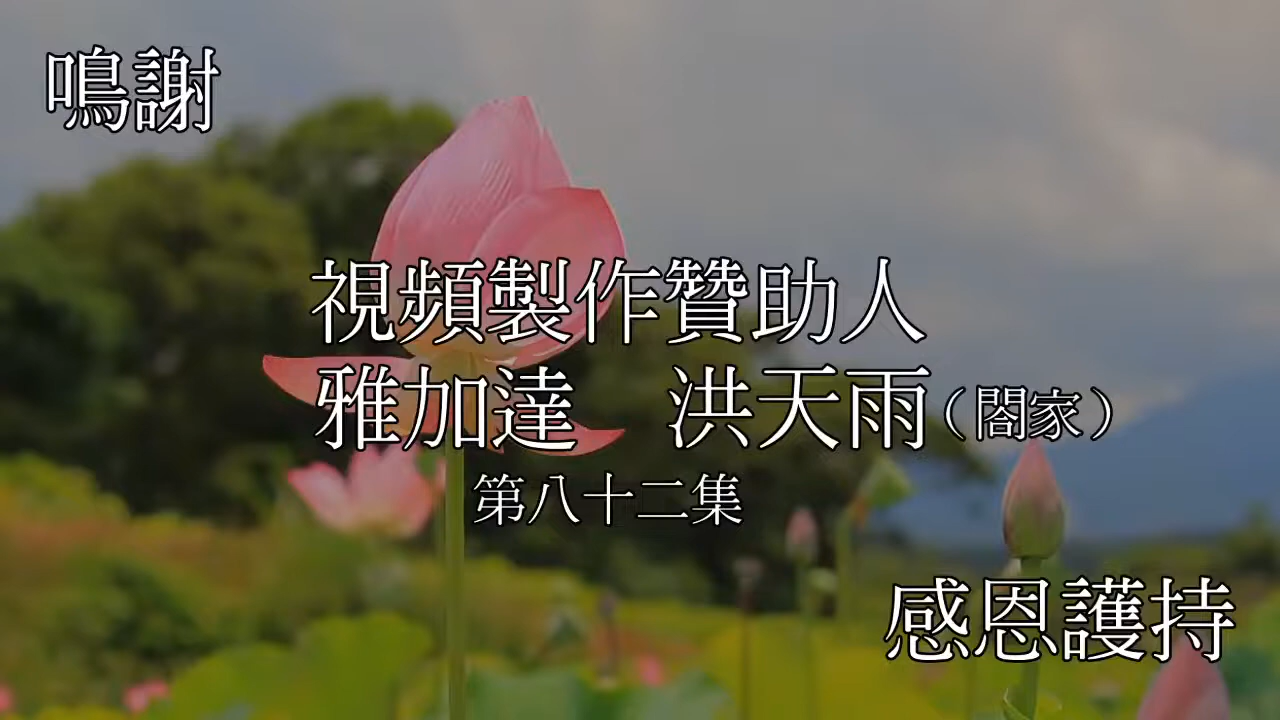 鳴謝
視頻製作贊助人
雅加達　洪天雨（閤家）
第八十二集
感恩護持